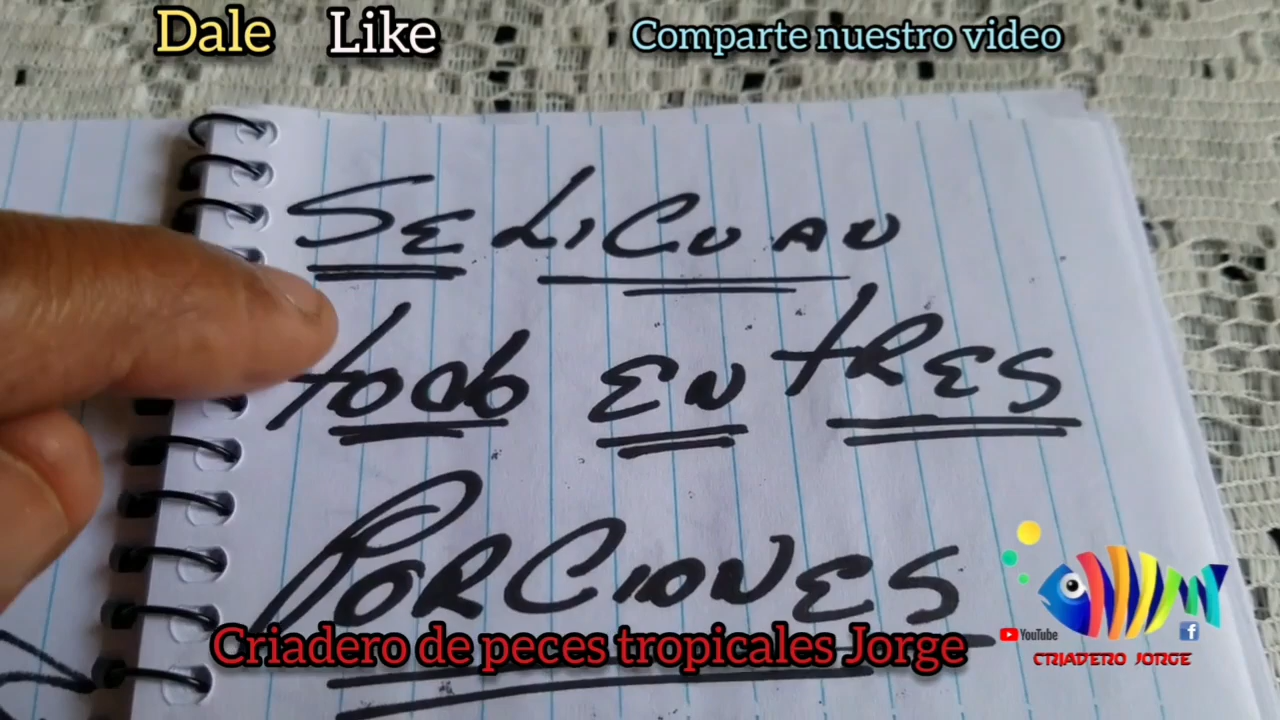 Dale Like
Comparte nuestro video
SE LICUAN
todo EN tRES
PORCIONES
Criadero de peces tropicales Jorge
YouTube
CRIADERO JORGE